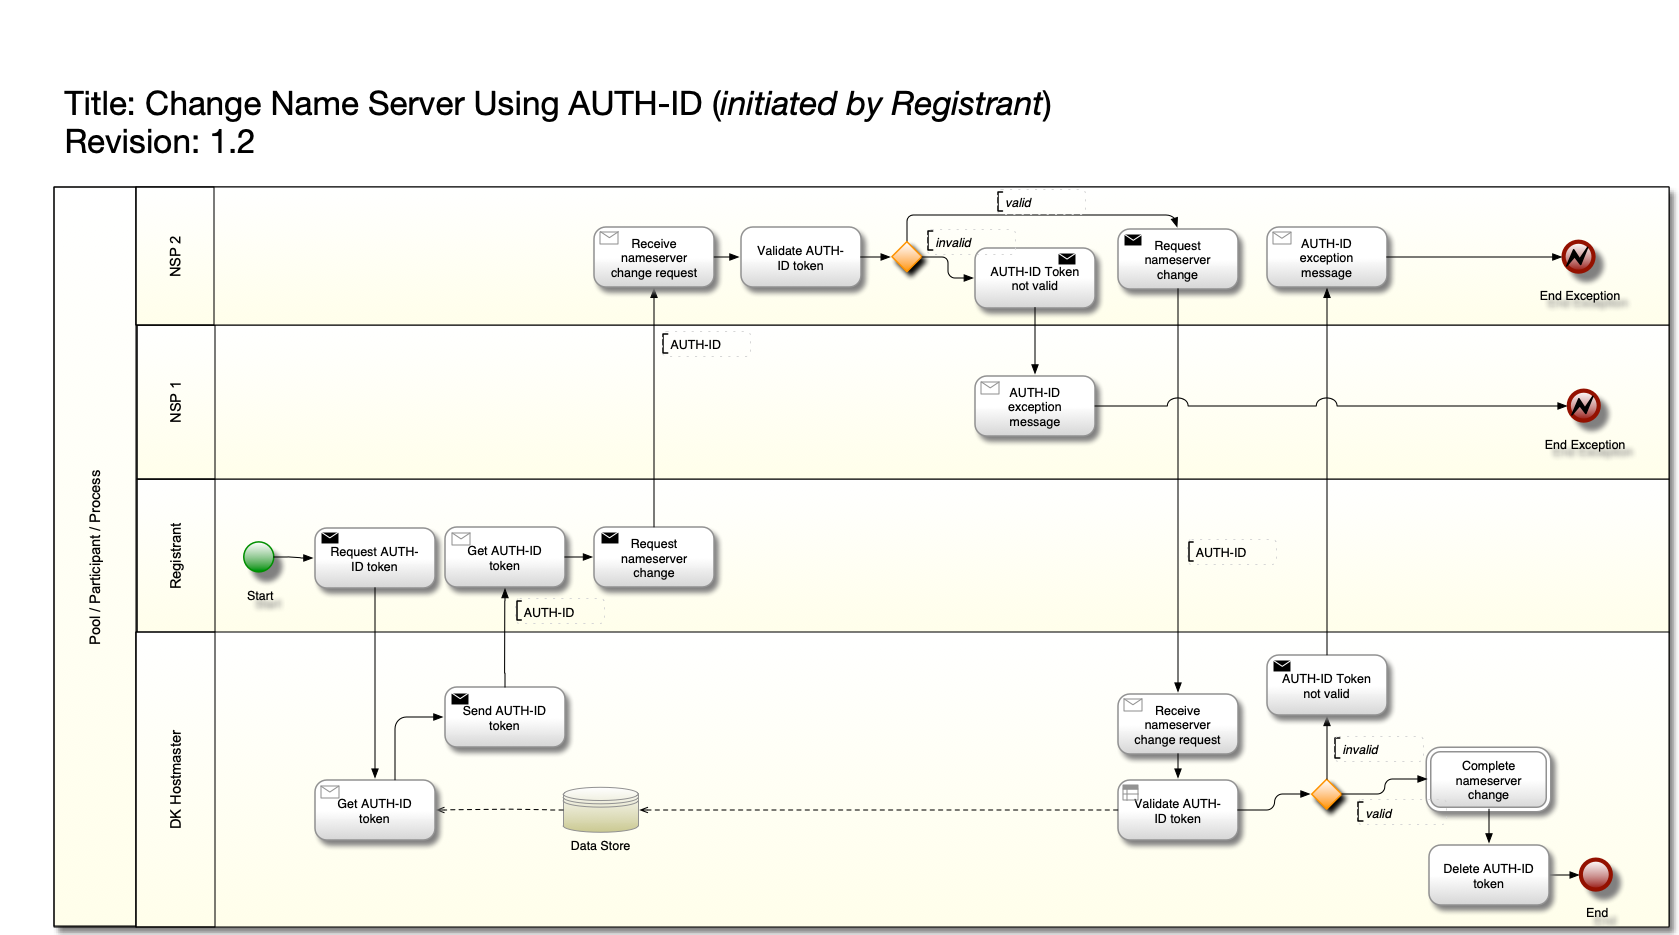 Title: Change Name Server Using AUTH-ID (initiated by Registrant)
Revision: 1.2
Pool / Participant / Process
NSP 2
Receive
nameserver
change request
Validate AUTH-
ID token
valid
invalid
AUTH-ID Token
not valid
Request
nameserver
change
AUTH-ID
exception
message
End Exception
NSP 1
AUTH-ID
AUTH-ID
exception
message
End Exception
Registrant
Start
Request AUTH-
ID token
Get AUTH-ID
token
Request
nameserver
change
AUTH-ID
AUTH-ID
DK Hostmaster
Send AUTH-ID
token
Get AUTH-ID
token
Data Store
Receive
nameserver
change request
Validate AUTH-
ID token
AUTH-ID Token
not valid
invalid
valid
Complete
nameserver
change
Delete AUTH-ID
token
End